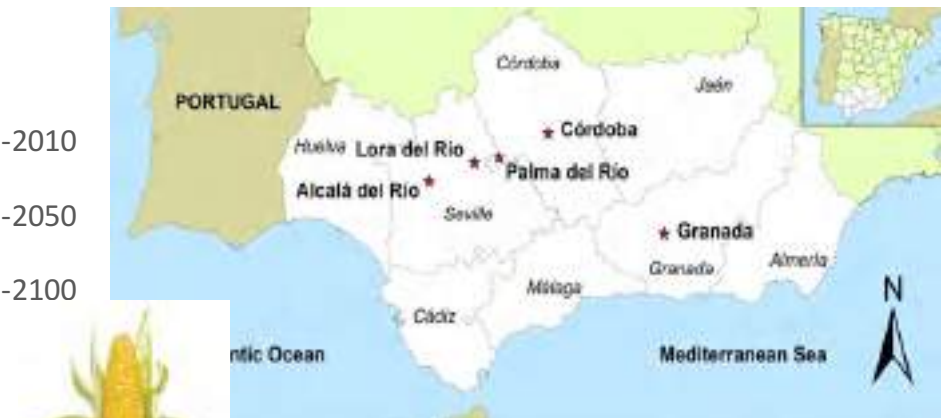 -2010
-2050
-2100
PORTUGAL
Córdoba
Jaén
Huelva
Lora del Río
Córdoba
Alcalá del Río
Palma del Río
Sevilla
Granada
Granada
Almería
Málaga
Cádiz
N
ntic Ocean
Mediterranean Sea